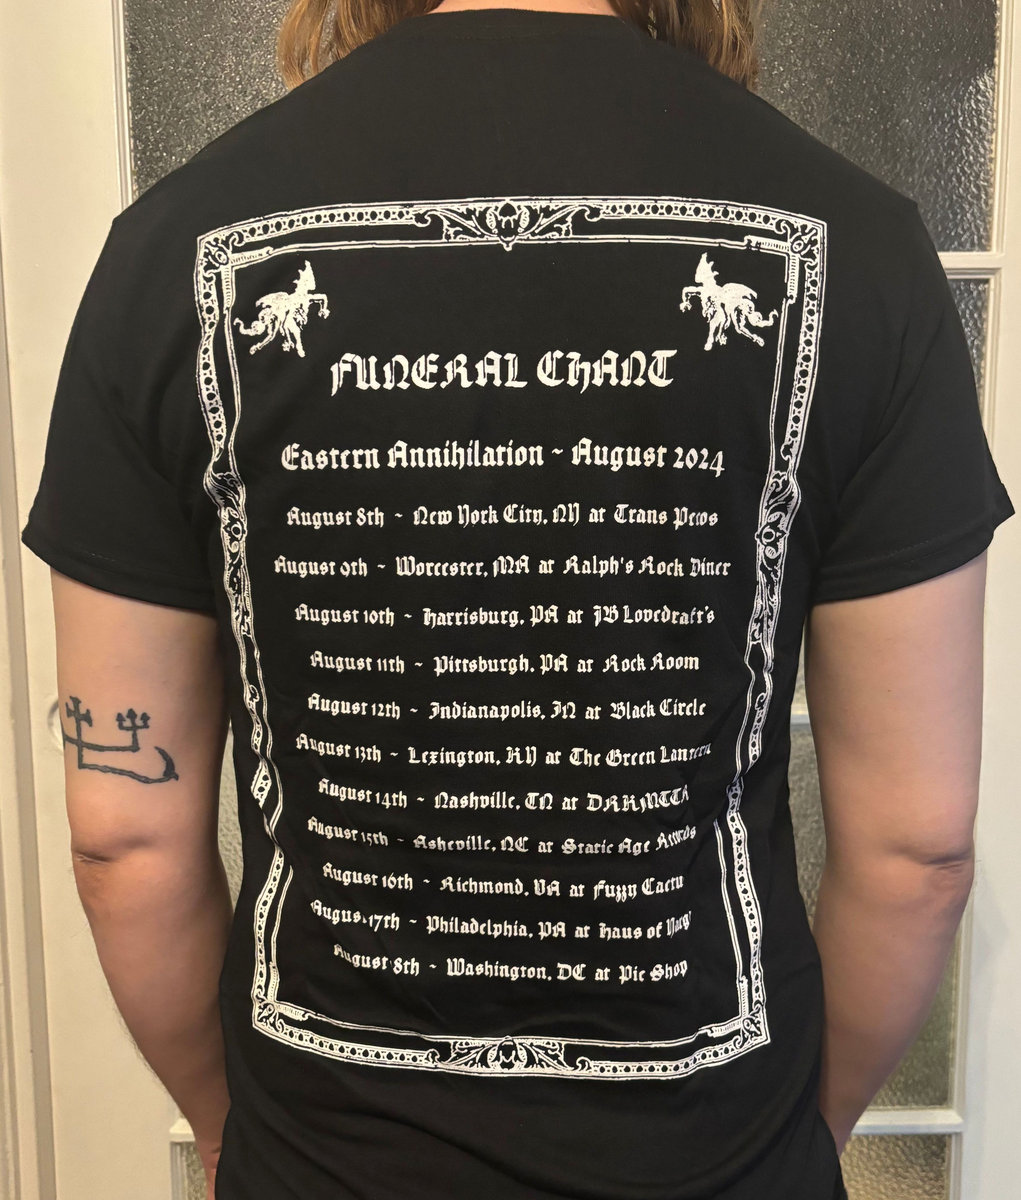 FUNERAL CHANT
Eastern Annihilation ~ August 2024
August 8th ~ New York City, NY at Trans Pecos
August 9th ~ Worcester, MA at Ralph's Rock Diner
August 10th ~ Harrisburg, PA at JB Lovedraft's
August 11th ~ Pittsburgh, PA at Rock Room
August 12th ~ Indianapolis, IN at Black Circle
August 13th ~ Lexington, KY at The Green Lantern
August 14th ~ Nashville, TN at DRKMTTR
August 15th ~ Asheville, NC at Static Age Records
August 16th ~ Richmond, VA at Fuzzy Cactu
August 17th ~ Philadelphia, PA at Haus of
August 8th ~ Washington, DC at Pie Shop